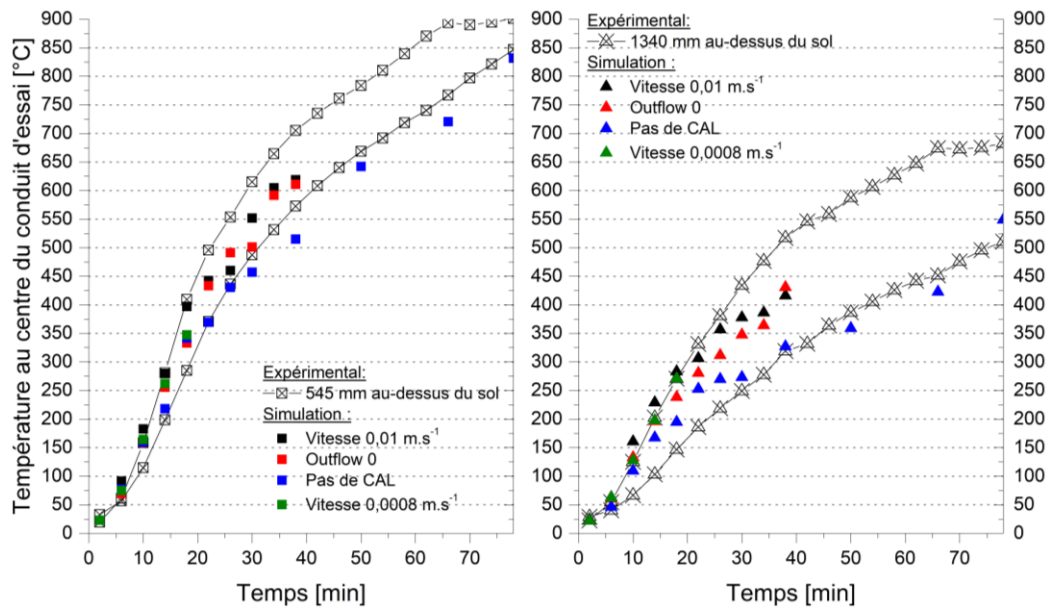 Température au centre du conduit d'essai [°C]
900
850
800
750
700
650
600
550
500
450
400
350
300
250
200
150
100
50
0
Expérimental:
545 mm au-dessus du sol
Simulation :
Vitesse 0,01 m.s⁻¹
Outflow 0
Pas de CAL
Vitesse 0,0008 m.s⁻¹
0 10 20 30 40 50 60 70
Temps [min]
Expérimental:
1340 mm au-dessus du sol
Simulation :
Vitesse 0,01 m.s⁻¹
Outflow 0
Pas de CAL
Vitesse 0,0008 m.s⁻¹
900
850
800
750
700
650
600
550
500
450
400
350
300
250
200
150
100
50
0
0 10 20 30 40 50 60 70
Temps [min]